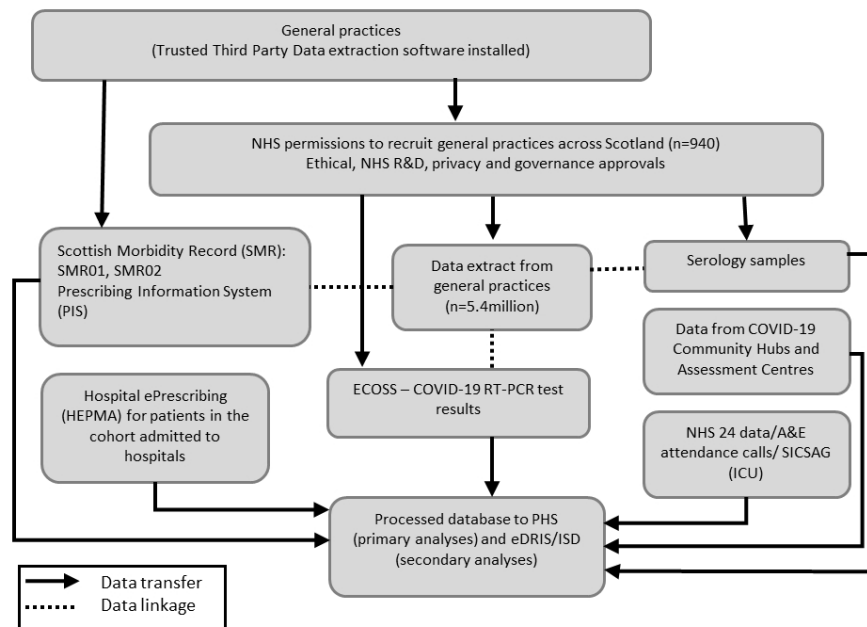 General practices
(Trusted Third Party Data extraction software installed)
NHS permissions to recruit general practices across Scotland (n=940)
Ethical, NHS R&D, privacy and governance approvals
Scottish Morbidity Record (SMR):
SMR01, SMR02
Prescribing Information System
(PIS)
Data extract from
general practices
(n=5.4million)
Serology samples
Data from COVID-19
Community Hubs and
Assessment Centres
Hospital ePrescribing
(HEPMA) for patients in the
cohort admitted to
hospitals
ECOSS – COVID-19 RT-PCR test
results
NHS 24 data/A&E
attendance calls/ SICSAG
(ICU)
Processed database to PHS
(primary analyses) and eDRIS/ISD
(secondary analyses)
Data transfer
Data linkage